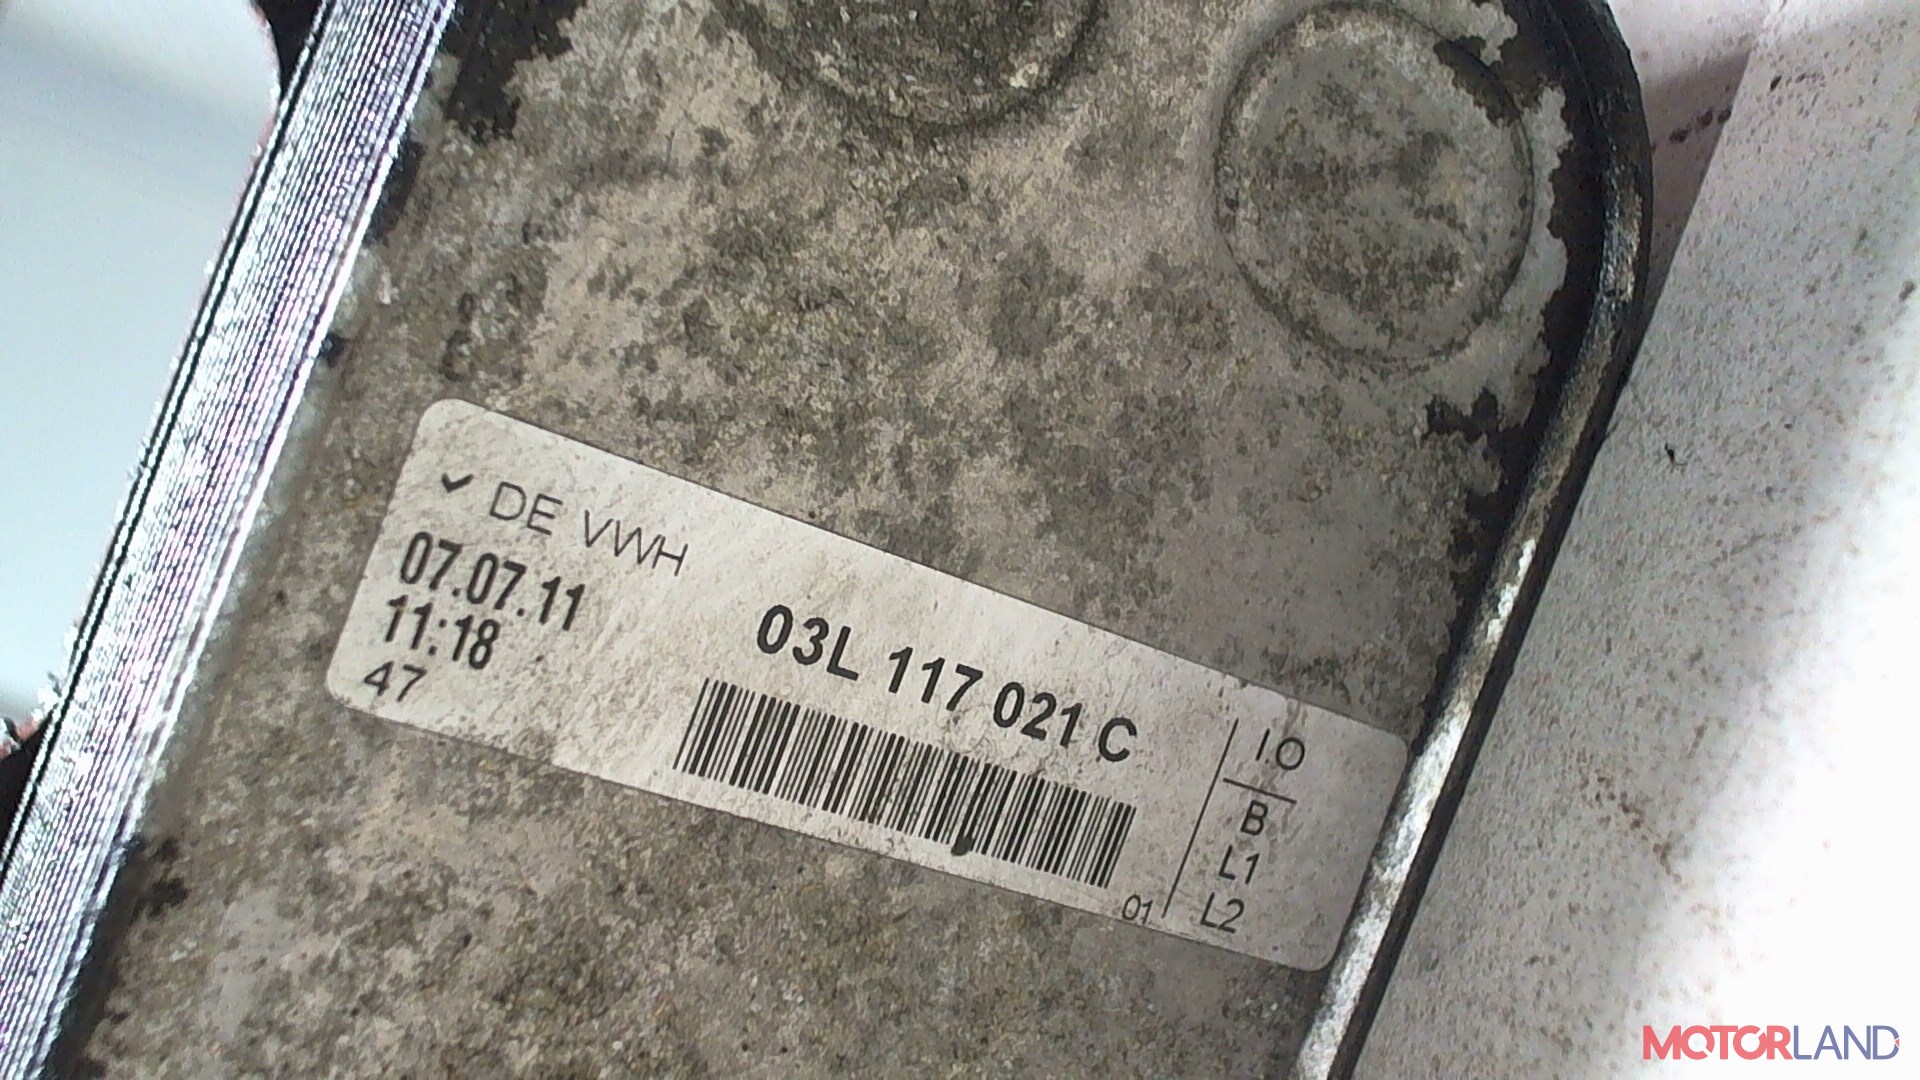 ✓ DE VWH
07.07.11
11:18
47
03L 117 021 C
01
I.O
B
L1
L2
MOTORLAND